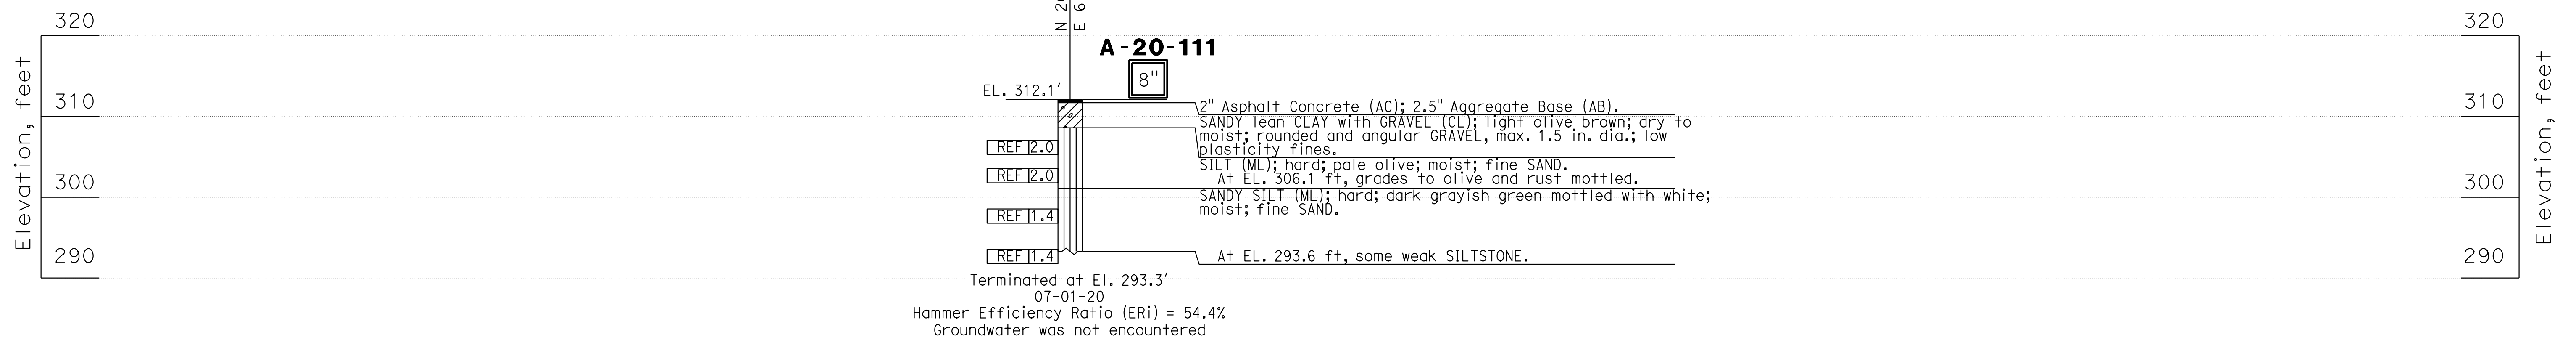 N 20
E 6
320
320
A-20-111
8"
EL. 312.1'
310
310
2" Asphalt Concrete (AC); 2.5" Aggregate Base (AB).
SANDY lean CLAY with GRAVEL (CL); light olive brown; dry to
moist; rounded and angular GRAVEL, max. 1.5 in. dia.; low
plasticity fines.
REF 2.0
SILT (ML); hard; pale olive; moist; fine SAND.
REF 2.0
At EL. 306.1 ft, grades to olive and rust mottled.
300
300
SANDY SILT (ML); hard; dark grayish green mottled with white;
moist; fine SAND.
REF 1.4
Elevation, feet
Elevation, feet
290
290
REF 1.4
At EL. 293.6 ft, some weak SILTSTONE.
Terminated at El. 293.3'
07-01-20
Hammer Efficiency Ratio (ERi) = 54.4%
Groundwater was not encountered